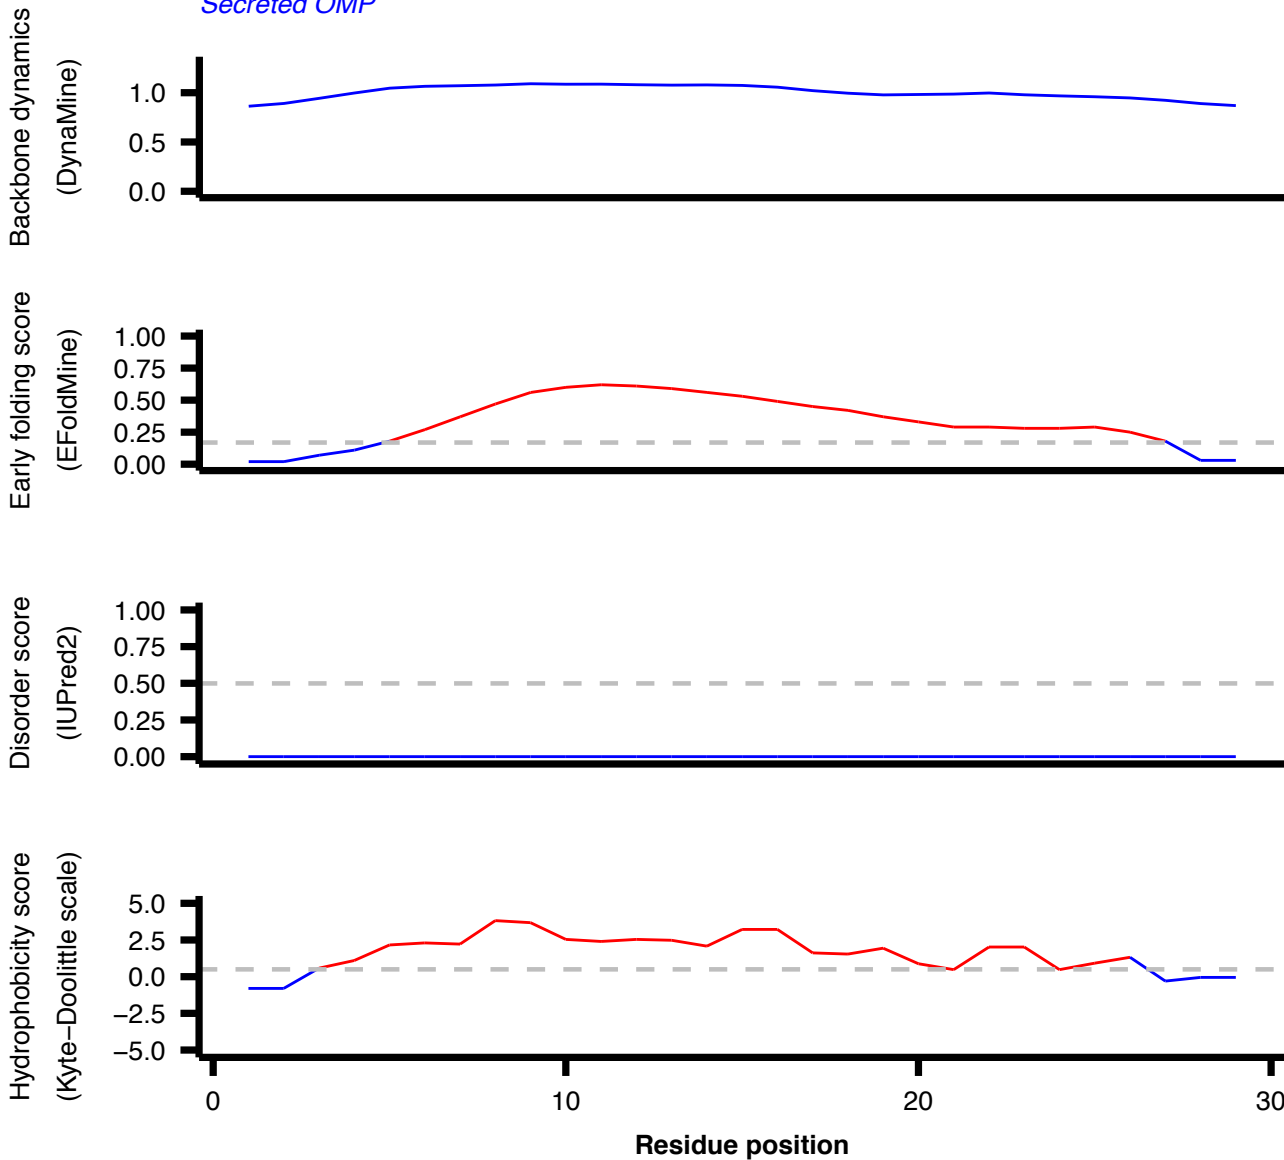 Secreted OMP
Backbone dynamics
(DynaMine)
1.0
0.5
0.0
Early folding score
(EFoldMine)
1.00
0.75
0.50
0.25
0.00
Disorder score
(IUPred2)
1.00
0.75
0.50
0.25
0.00
Hydrophobicity score
(Kyte−Doolittle scale)
5.0
2.5
0.0
−2.5
−5.0
0 10 20 30
Residue position